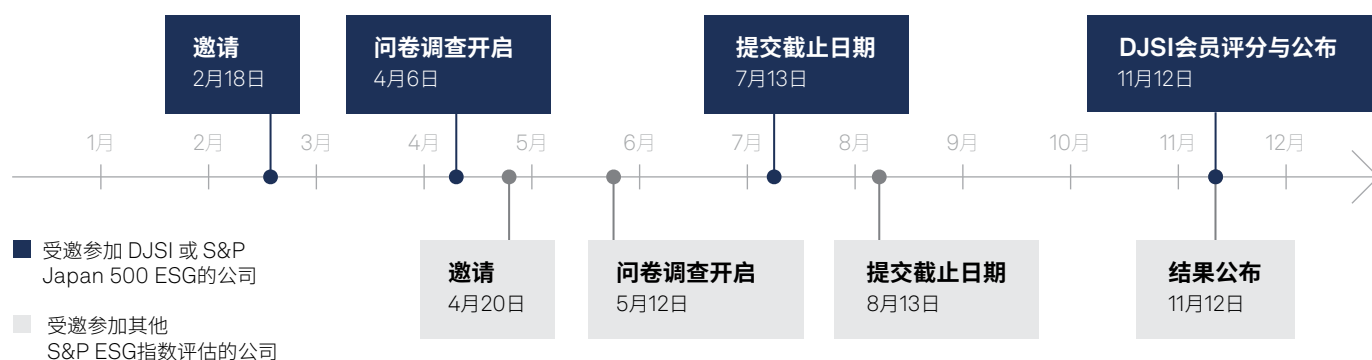 邀请
2月18日
问卷调查开启
4月6日
提交截止日期
7月13日
DJSI会员评分与公布
11月12日
1月
2月
3月
4月
5月
6月
7月
8月
9月
10月
11月
12月
受邀参加 DJSI 或 S&P
Japan 500 ESG的公司
受邀参加其他
S&P ESG指数评估的公司
邀请
4月20日
问卷调查开启
5月12日
提交截止日期
8月13日
结果公布
11月12日